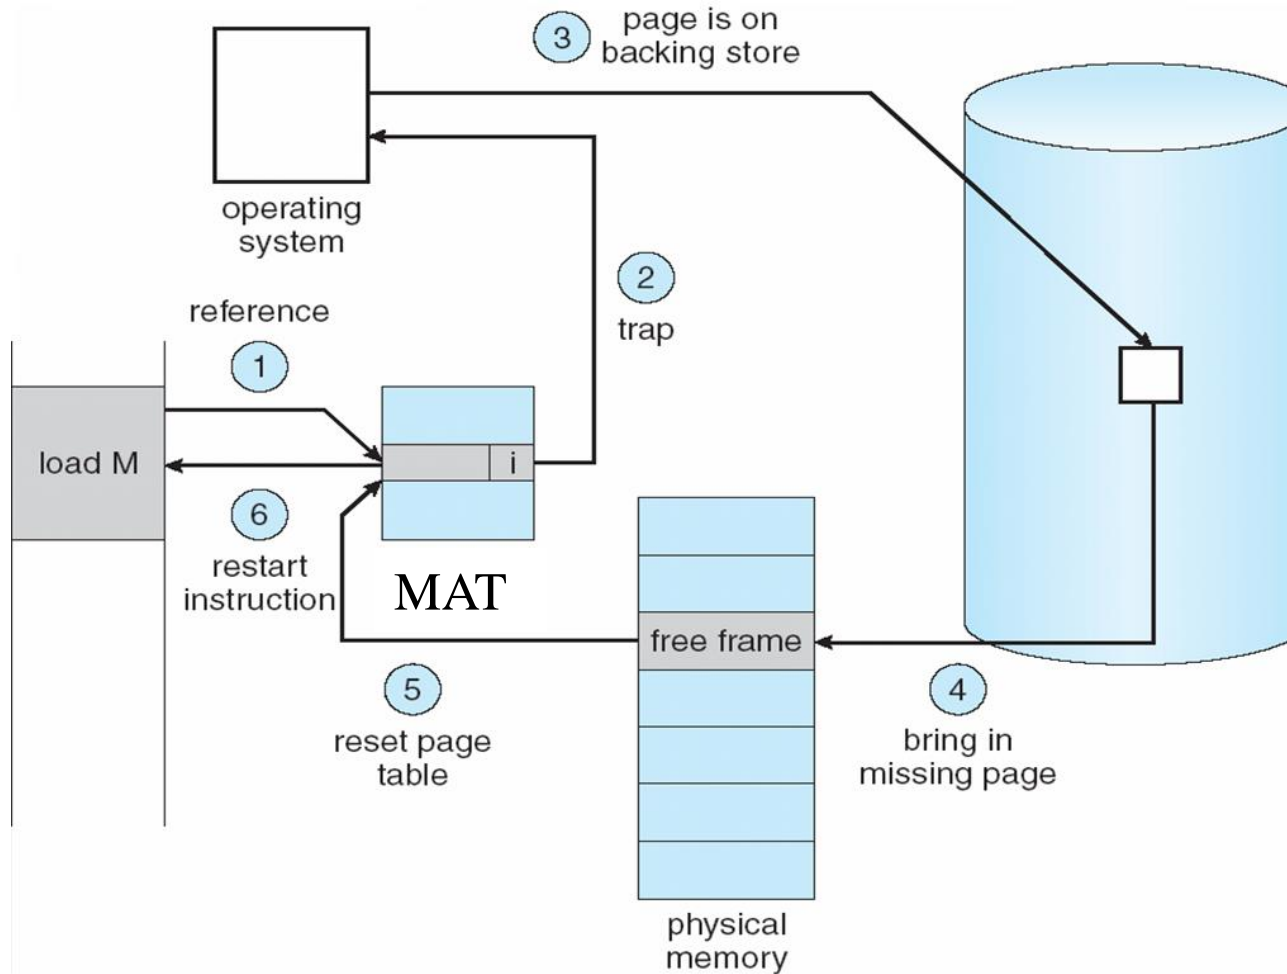 3
page is on
backing store
operating
system
2
trap
reference
1
load M
i
6
restart
instruction
MAT
free frame
5
reset page
table
4
bring in
missing page
physical
memory